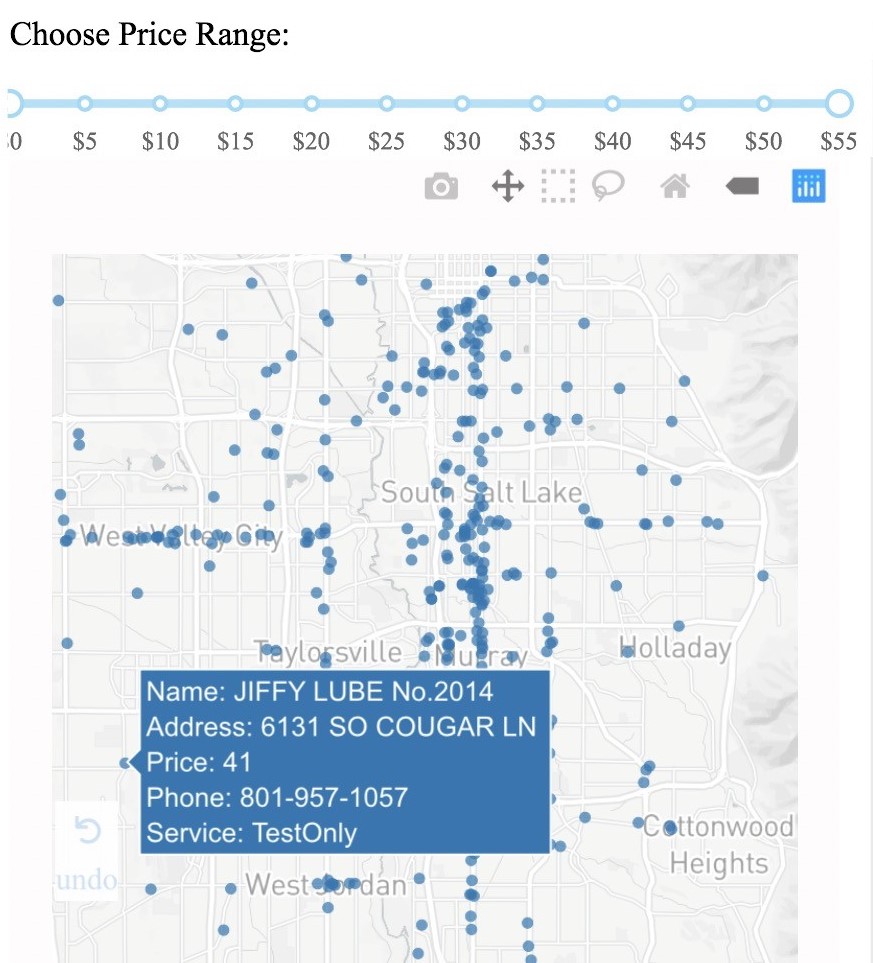 Choose Price Range:
$0 $5 $10 $15 $20 $25 $30 $35 $40 $45 $50 $55
South Salt Lake
West Valley City
Taylorsville Murray Holladay
Name: JIFFY LUBE No.2014
Address: 6131 SO COUGAR LN
Price: 41
Phone: 801-957-1057
Service: TestOnly
Cottonwood
Heights
undo
West Jordan